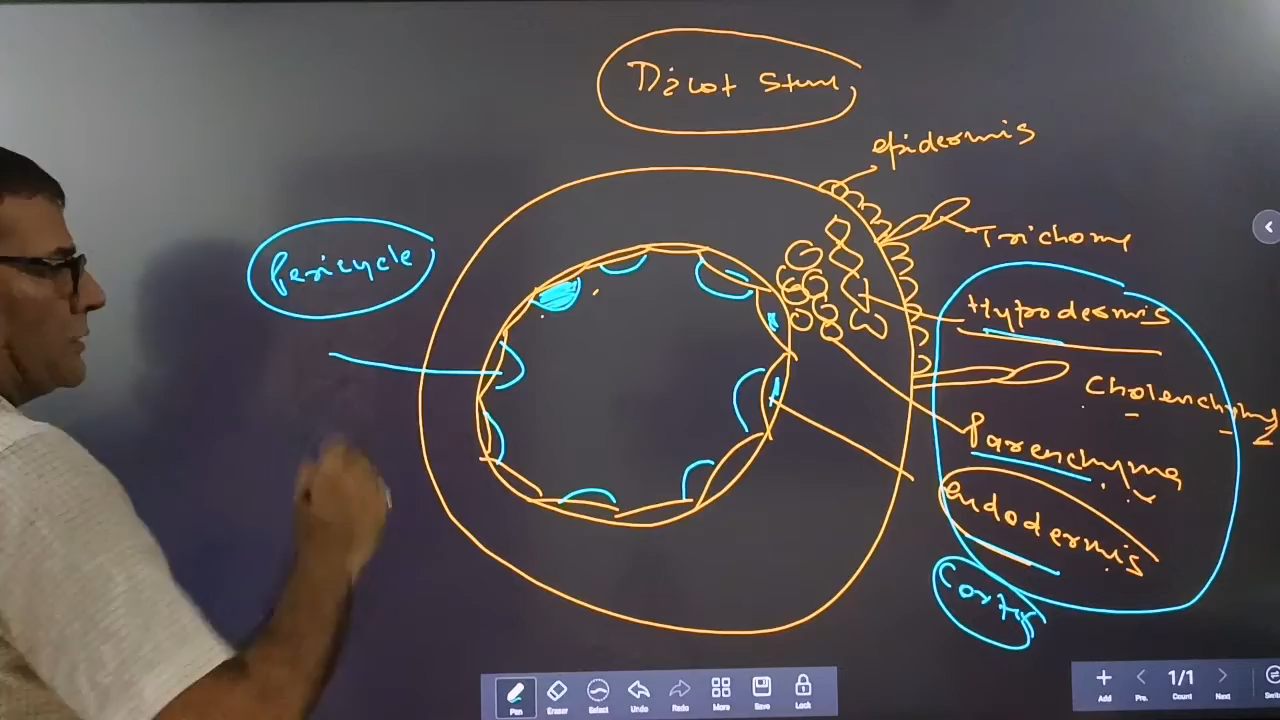 Dicot Stem
epidermis
Trichome
Pericycle
Hypodermis
Cholenchyma
Parenchyma
endodermis
Cortex
Pen
Eraser
Select
Undo
Redo
More
Save
Lock
Add
Pre.
1/1
Count
Next